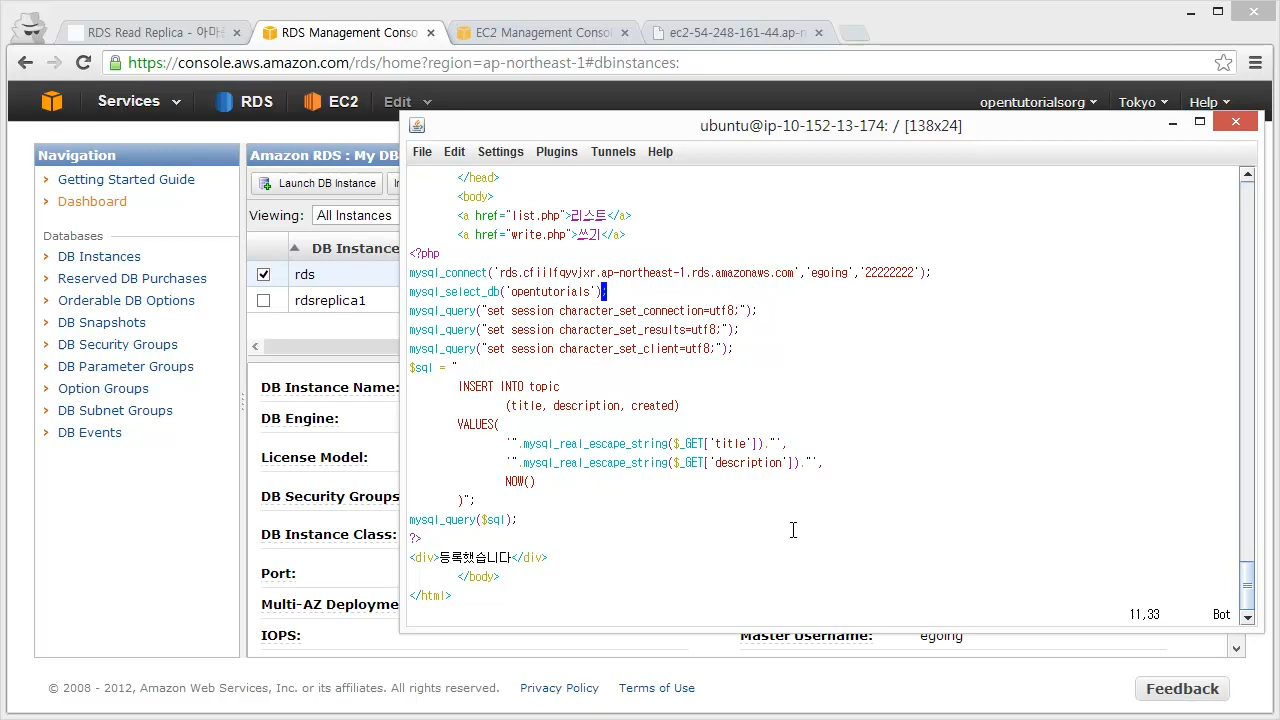 RDS Read Replica - 아마
RDS Management Conso
EC2 Management Consol
ec2-54-248-161-44.ap-n
https://console.aws.amazon.com/rds/home?region=ap-northeast-1#dbinstances:
Services
RDS
EC2
Edit
opentutorialsorg
Tokyo
Help
Navigation
Getting Started Guide
Dashboard
Databases
DB Instances
Reserved DB Purchases
Orderable DB Options
DB Snapshots
DB Security Groups
DB Parameter Groups
Option Groups
DB Subnet Groups
DB Events
Amazon RDS : My DB
Launch DB Instance
Viewing: All Instances
DB Instance
rds
rdsreplica1
DB Instance Name:
DB Engine:
License Model:
DB Security Groups
DB Instance Class:
Port:
Multi-AZ Deployme
IOPS:
Master Username: egoing
ubuntu@ip-10-152-13-174: / [138x24]
File Edit Settings Plugins Tunnels Help
</head>
<body>
<a href="list.php">리스트</a>
<a href="write.php">쓰기</a>
<?php
mysql_connect('rds.cfiilfqvvjxr.ap-northeast-1.rds.amazonaws.com','egoing','22222222');
mysql_select_db('opentutorials');
mysql_query("set session character_set_connection=utf8;");
mysql_query("set session character_set_results=utf8;");
mysql_query("set session character_set_client=utf8;");
$sql = "
INSERT INTO topic
(title, description, created)
VALUES(
'".mysql_real_escape_string($_GET['title'])."',
'".mysql_real_escape_string($_GET['description'])."',
NOW()
)";
mysql_query($sql);
?>
<div>등록했습니다</div>
</body>
</html>
11,33 Bot
© 2008 - 2012, Amazon Web Services, Inc. or its affiliates. All rights reserved. Privacy Policy Terms of Use
Feedback